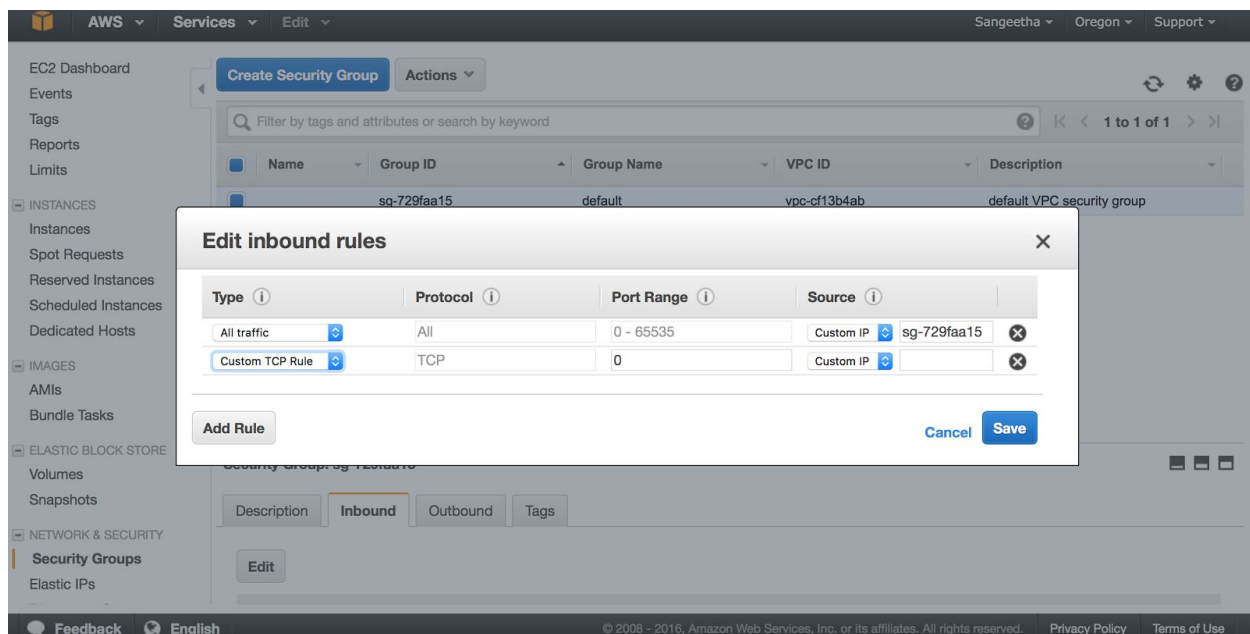 AWS Services Edit Sangeetha Oregon Support
EC2 Dashboard
Events
Tags
Reports
Limits
INSTANCES
Instances
Spot Requests
Reserved Instances
Scheduled Instances
Dedicated Hosts
IMAGES
AMIs
Bundle Tasks
ELASTIC BLOCK STORE
Volumes
Snapshots
NETWORK & SECURITY
Security Groups
Elastic IPs
Create Security Group Actions
Filter by tags and attributes or search by keyword 1 to 1 of 1
Name Group ID Group Name VPC ID Description
sg-729faa15 default vpc-cf13b4ab default VPC security group
Edit inbound rules
Type Protocol Port Range Source
All traffic All 0 - 65535 Custom IP sg-729faa15
Custom TCP Rule TCP 0 Custom IP
Add Rule Cancel Save
Security Group: sg-729faa15
Description Inbound Outbound Tags
Edit
Feedback English © 2008 - 2016, Amazon Web Services, Inc. or its affiliates. All rights reserved. Privacy Policy Terms of Use